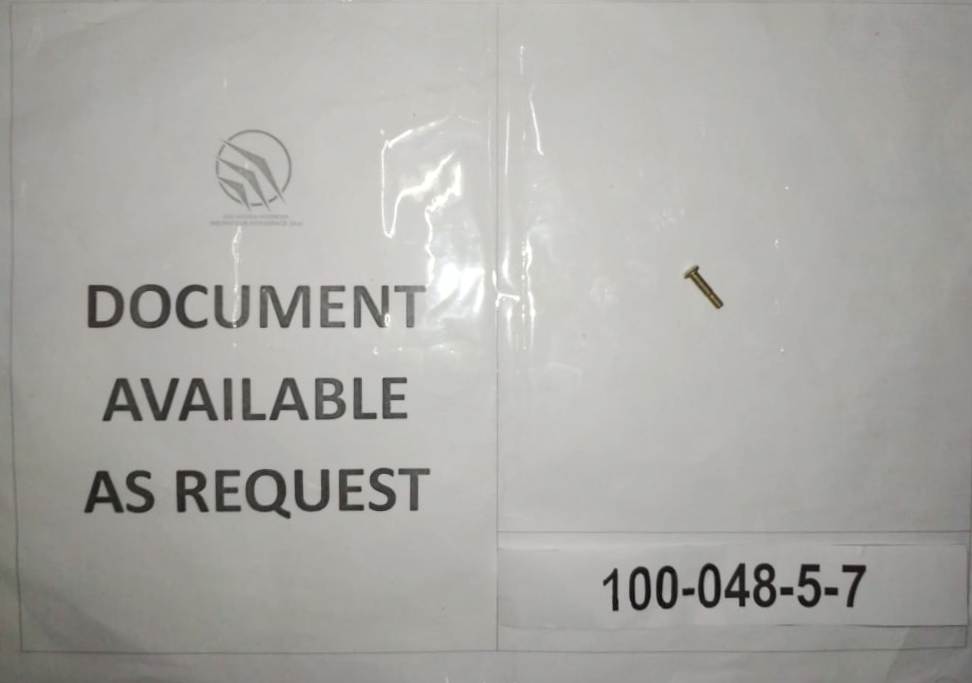 DOCUMENT
AVAILABLE
AS REQUEST
100-048-5-7